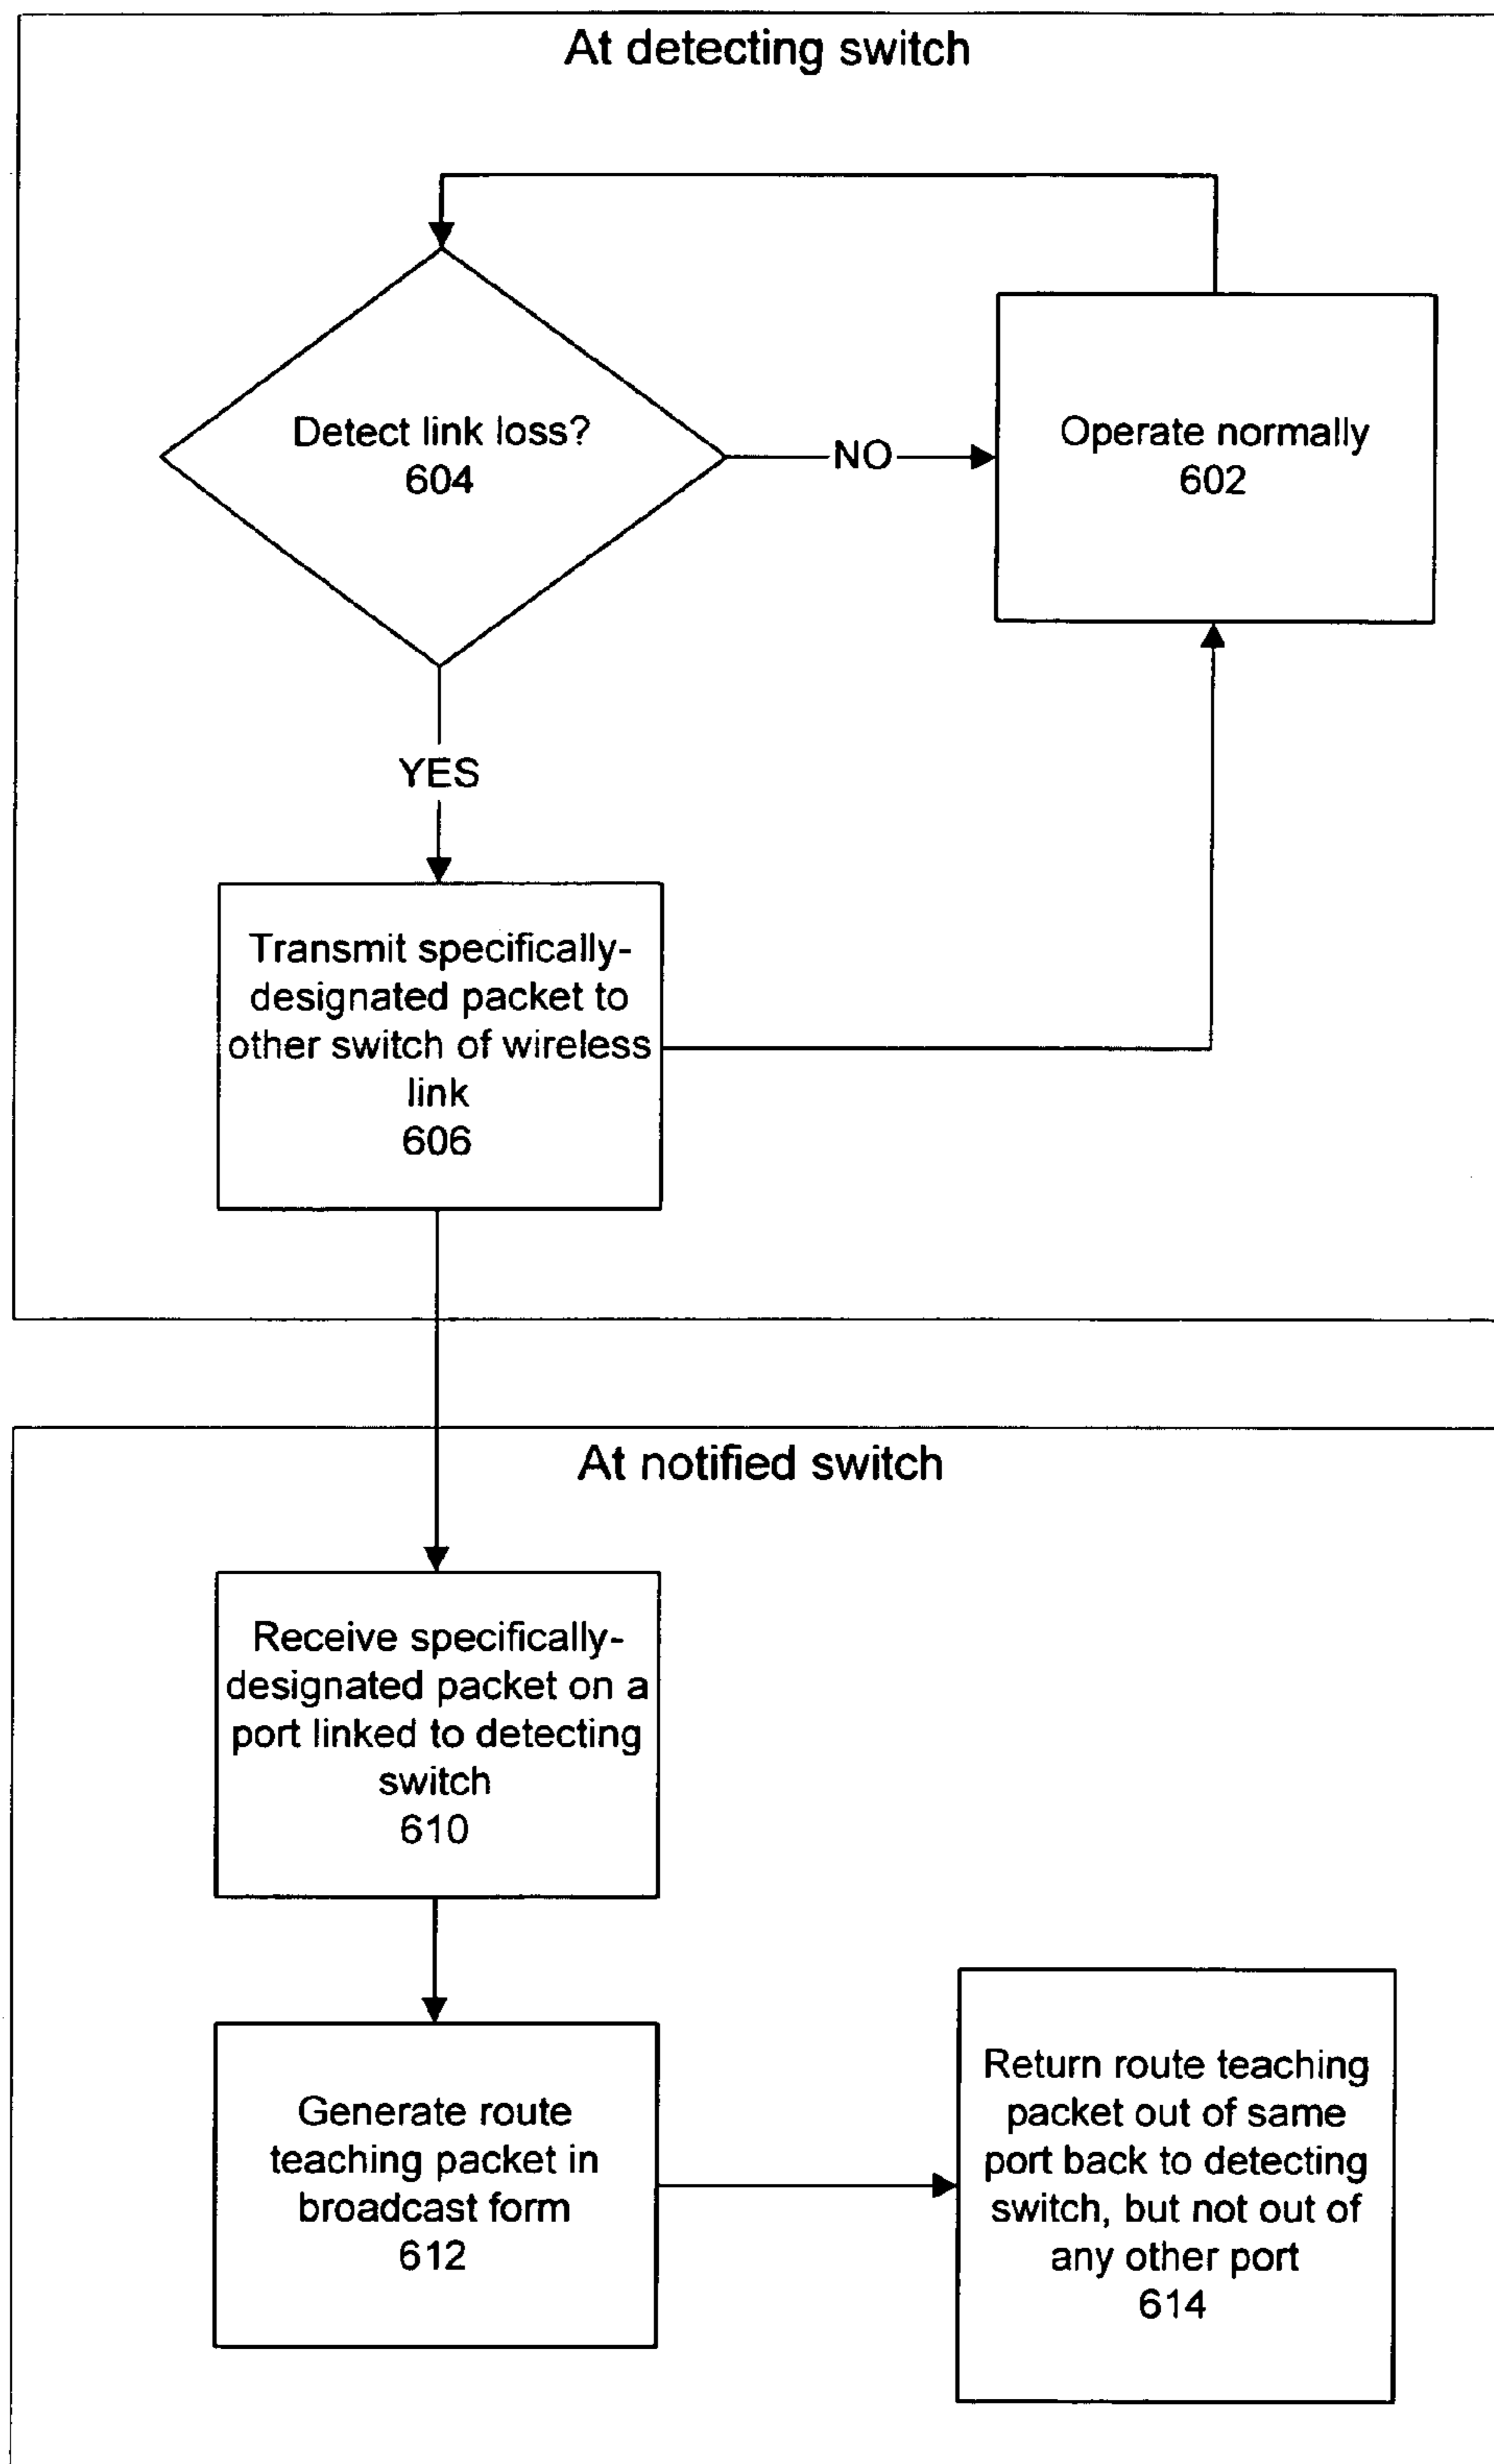 At detecting switch
Detect link loss?
604
NO
Operate normally
602
YES
Transmit specifically-
designated packet to
other switch of wireless
link
606
At notified switch
Receive specifically-
designated packet on a
port linked to detecting
switch
610
Generate route
teaching packet in
broadcast form
612
Return route teaching
packet out of same
port back to detecting
switch, but not out of
any other port
614